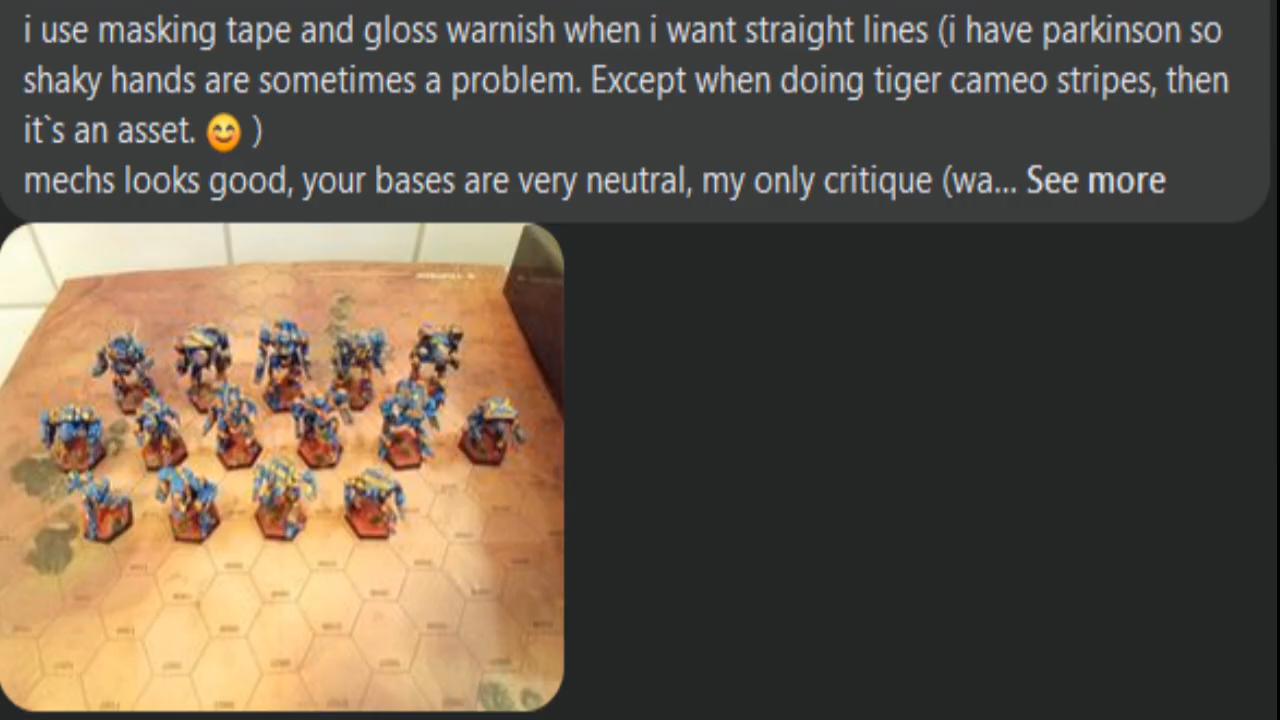 i use masking tape and gloss warnish when i want straight lines (i have parkinson so
shaky hands are sometimes a problem. Except when doing tiger cameo stripes, then
it`s an asset. 😊 )
mechs looks good, your bases are very neutral, my only critique (wa... See more